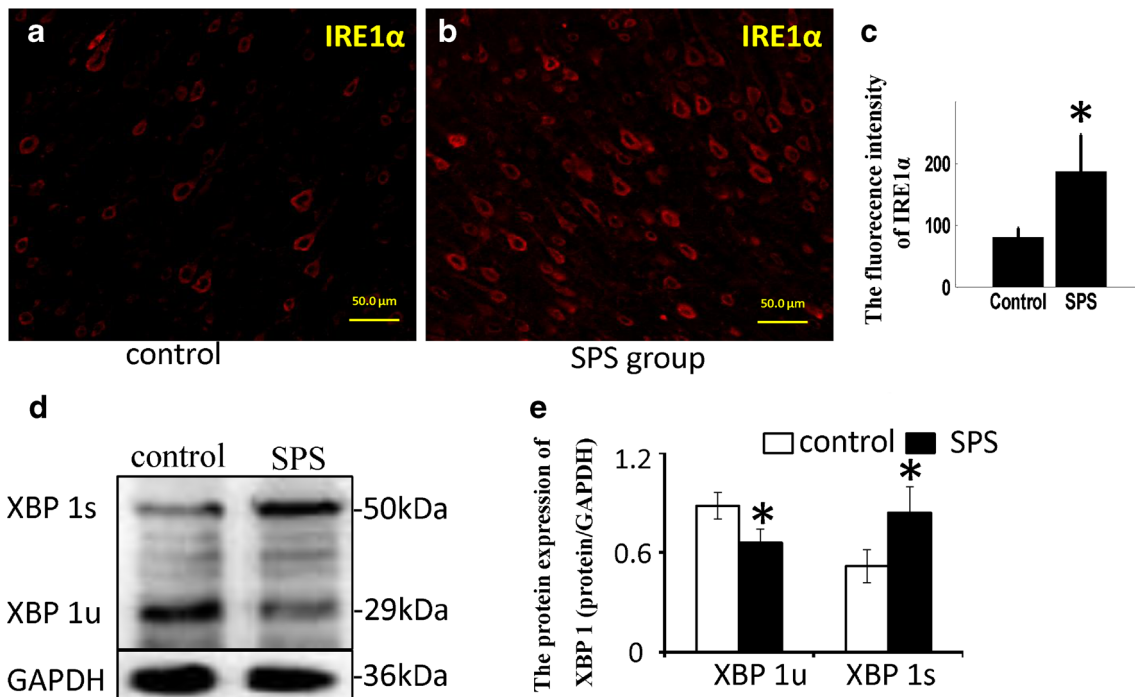 a
IRE1α
50.0 µm
control
b
IRE1α
50.0 µm
SPS group
c
The fluorecence intensity
of IRE1α
200
100
0
*
Control SPS
d
control SPS
XBP 1s
-50kDa
XBP 1u
-29kDa
GAPDH
-36kDa
e
The protein expression of
XBP 1 (protein/GAPDH)
control SPS
1.2
0.6
0
*
*
XBP 1u XBP 1s